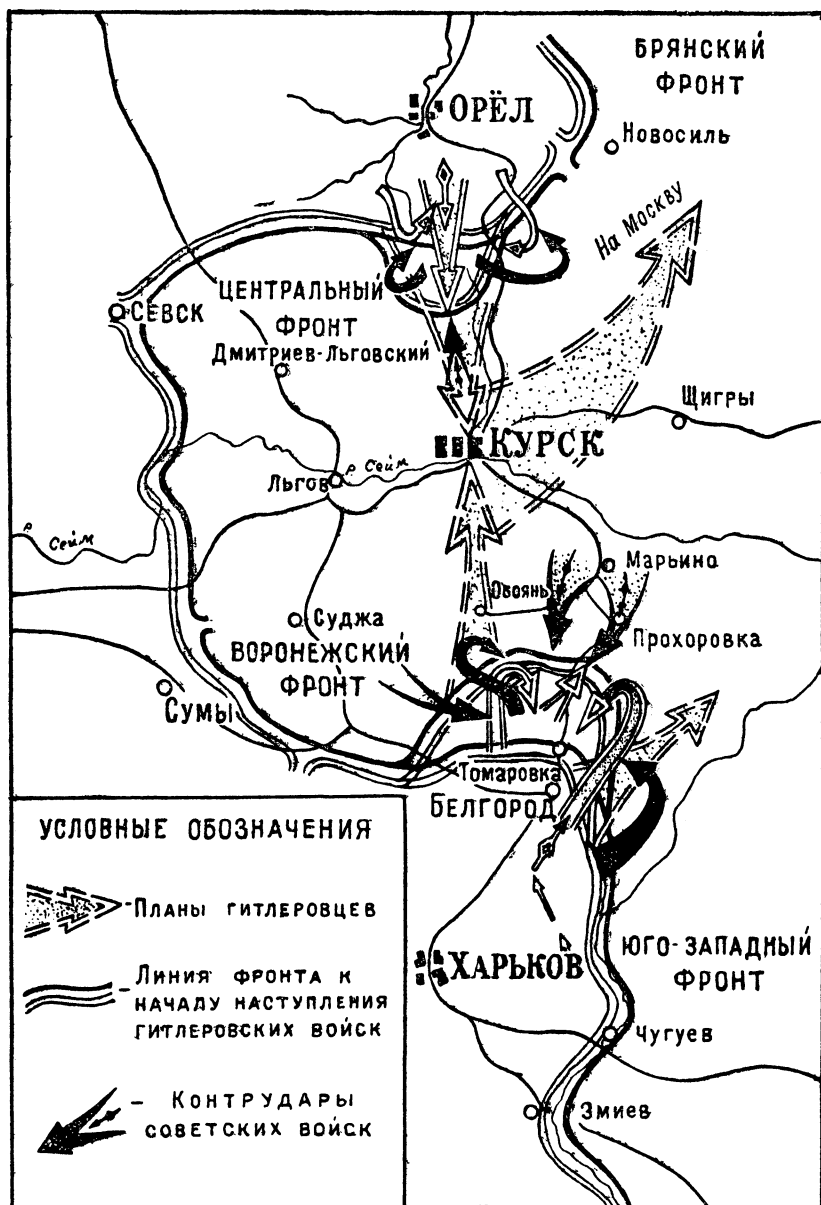 БРЯНСКИЙ
ФРОНТ
ОРЁЛ
Новосиль
На Москву
ЦЕНТРАЛЬНЫЙ
ФРОНТ
СЕВСК
Дмитриев-Льговский
Щигры
КУРСК
р. Сейм
Льгов
р. Сейм
Марьино
Обоянь
Суджа
Прохоровка
ВОРОНЕЖСКИЙ
ФРОНТ
СУМЫ
Томаровка
БЕЛГОРОД
ХАРЬКОВ
ЮГО-ЗАПАДНЫЙ
ФРОНТ
Чугуев
Змиев
УСЛОВНЫЕ ОБОЗНАЧЕНИЯ
-ПЛАНЫ ГИТЛЕРОВЦЕВ
- ЛИНИЯ ФРОНТА К
НАЧАЛУ НАСТУПЛЕНИЯ
ГИТЛЕРОВСКИХ ВОЙСК
- КОНТРУДАРЫ
СОВЕТСКИХ ВОЙСК